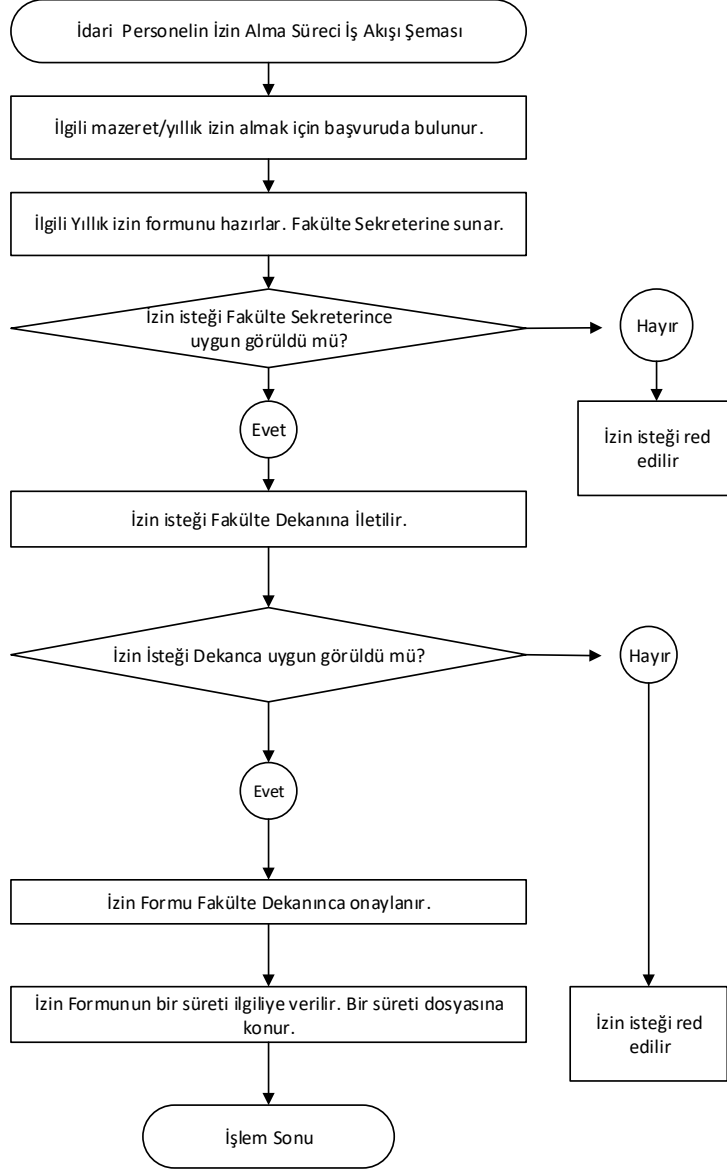 İdari Personelin İzin Alma Süreci İş Akışı Şeması
İlgili mazeret/yıllık izin almak için başvuruda bulunur.
İlgili Yıllık izin formunu hazırlar. Fakülte Sekreterine sunar.
İzin isteği Fakülte Sekreterince
uygun görüldü mü?
Hayır
Evet
İzin isteği red
edilir
İzin isteği Fakülte Dekanına İletilir.
İzin İsteği Dekanca uygun görüldü mü?
Hayır
Evet
İzin Formu Fakülte Dekanınca onaylanır.
İzin Formunun bir süreti ilgiliye verilir. Bir süreti dosyasına
konur.
İzin isteği red
edilir
İşlem Sonu